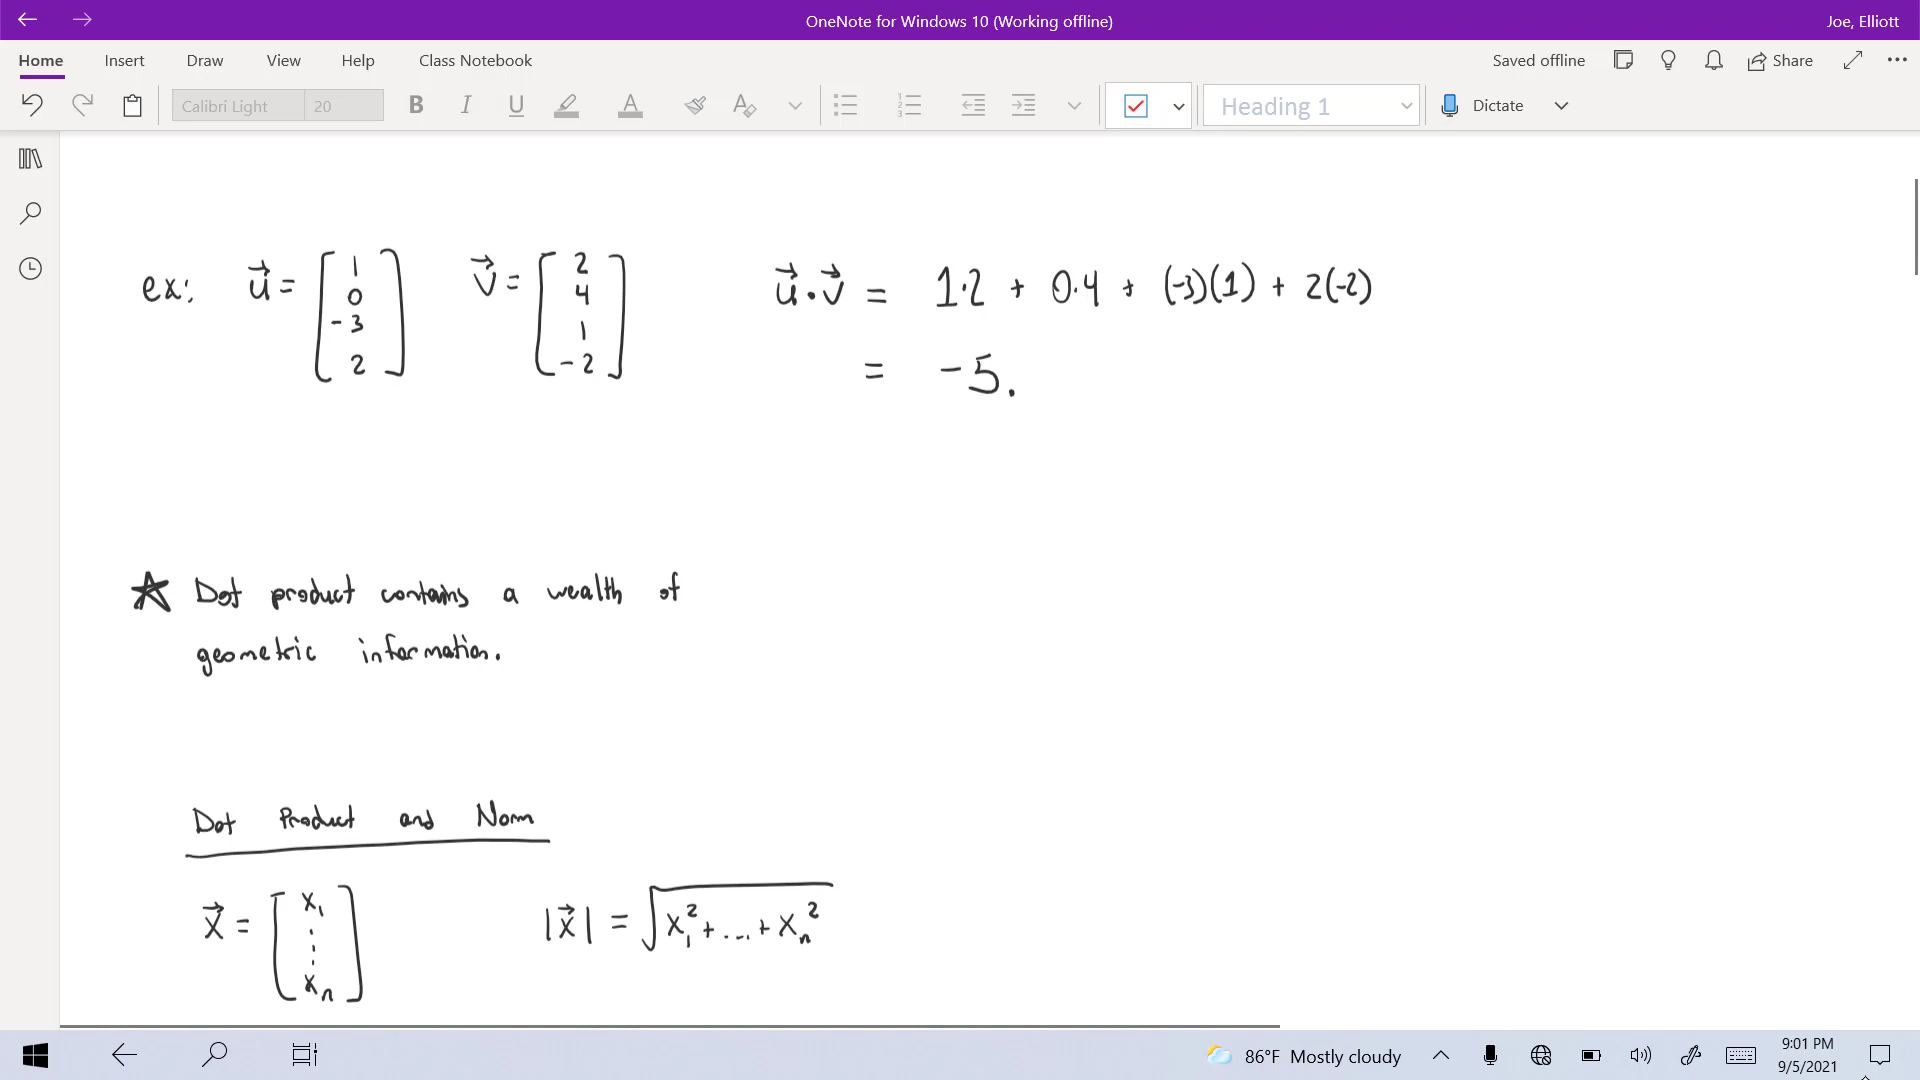 OneNote for Windows 10 (Working offline)
Joe, Elliott
Home Insert Draw View Help Class Notebook
Saved offline Share
Calibri Light 20 B I U A A Heading 1 Dictate
ex: u⃗ = [1 0 -3 2] v⃗ = [2 4 1 -2] u⃗·v⃗ = 1·2 + 0·4 + (-3)(1) + 2(-2)
= -5.
☆ Dot product contains a wealth of
geometric information.
Dot Product and Norm
x⃗ = [x₁ ⋮ xₙ] |x⃗| = √(x₁² + ... + xₙ²)
86°F Mostly cloudy
9:01 PM
9/5/2021